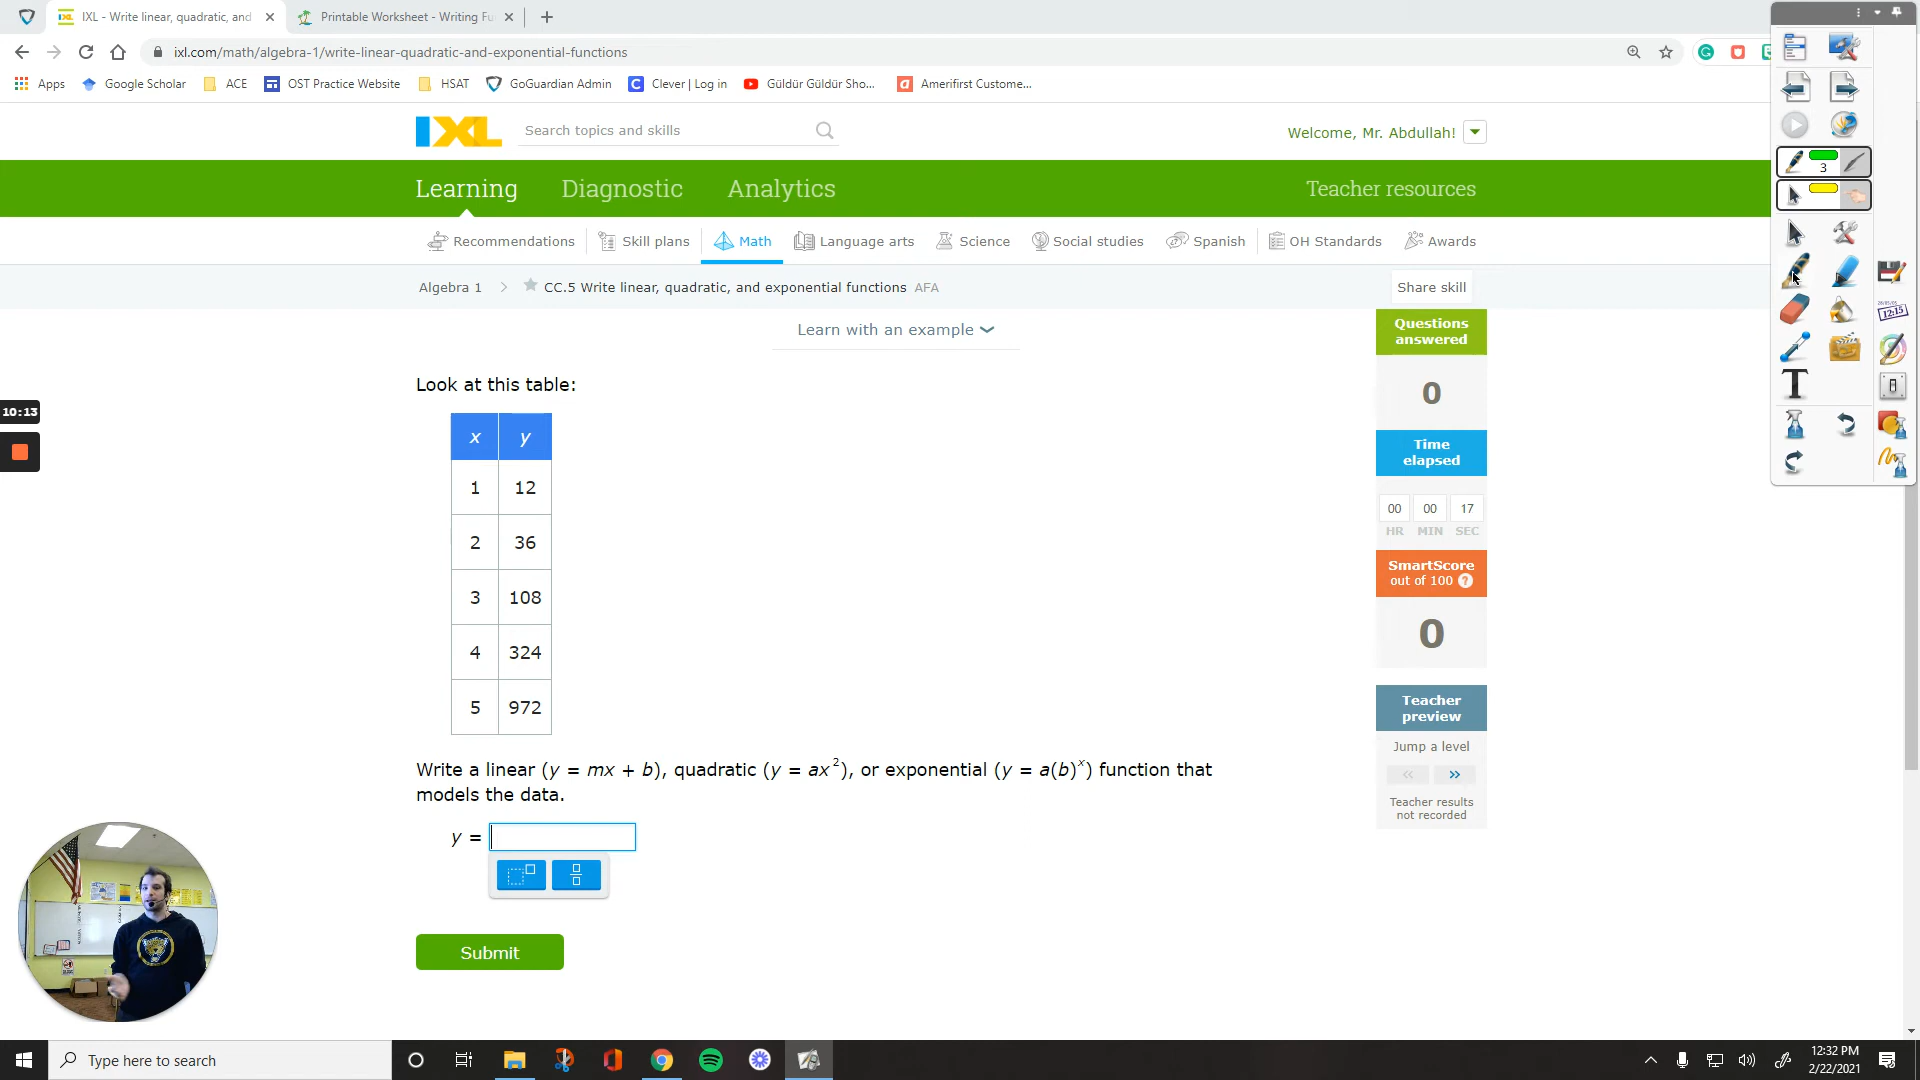 IXL - Write linear, quadratic, and
Printable Worksheet - Writing Fu
ixl.com/math/algebra-1/write-linear-quadratic-and-exponential-functions
Apps
Google Scholar
ACE
OST Practice Website
HSAT
GoGuardian Admin
Clever | Log in
Güldür Güldür Sho...
Amerifirst Custome...
IXL
Search topics and skills
Welcome, Mr. Abdullah!
Learning
Diagnostic
Analytics
Teacher resources
Recommendations
Skill plans
Math
Language arts
Science
Social studies
Spanish
OH Standards
Awards
Algebra 1
CC.5 Write linear, quadratic, and exponential functions AFA
Share skill
Learn with an example
Look at this table:
x y
1 12
2 36
3 108
4 324
5 972
Write a linear (y = mx + b), quadratic (y = ax²), or exponential (y = a(b)ˣ) function that
models the data.
y =
Submit
Questions
answered
0
Time
elapsed
00 00 17
HR MIN SEC
SmartScore
out of 100 ?
0
Teacher
preview
Jump a level
Teacher results
not recorded
10:13
3
12:15
T
Type here to search
12:32 PM
2/22/2021